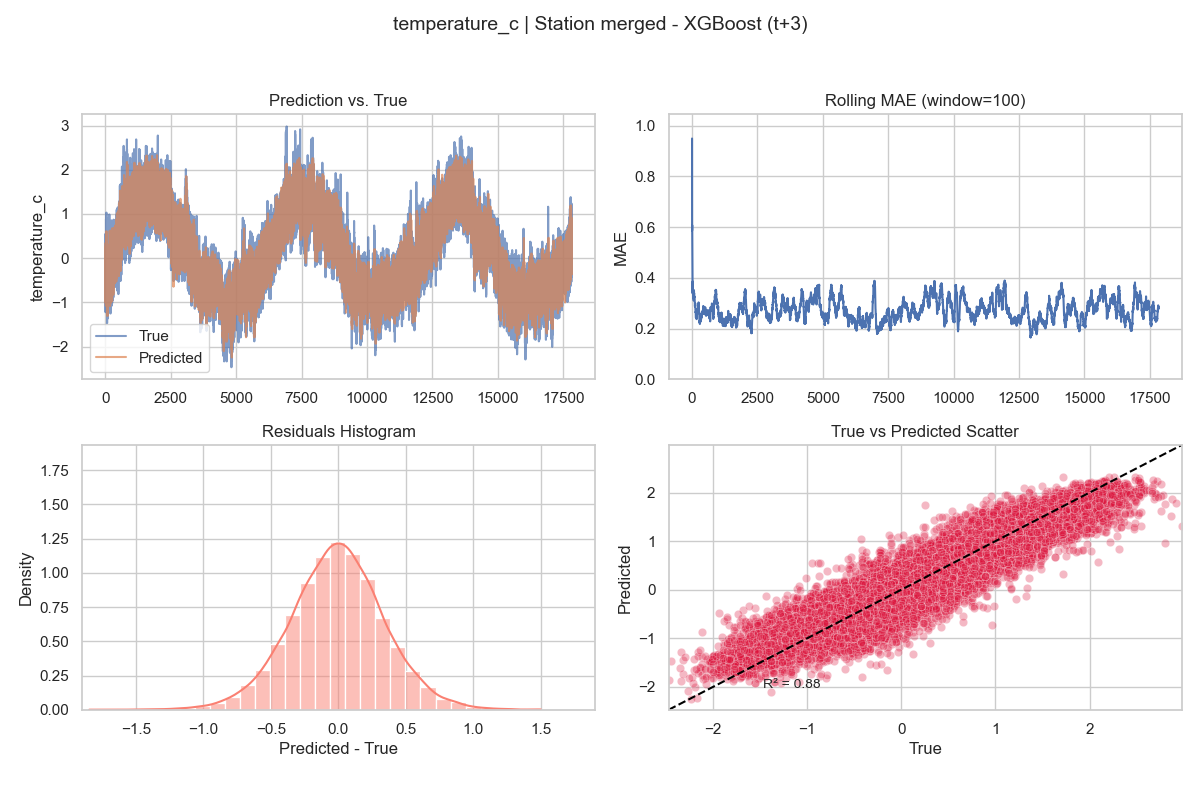 temperature_c | Station merged - XGBoost (t+3)
Prediction vs. True
3
2
1
0
−1
−2
temperature_c
True
Predicted
0 2500 5000 7500 10000 12500 15000 17500
Rolling MAE (window=100)
1.0
0.8
0.6
0.4
0.2
0.0
MAE
0 2500 5000 7500 10000 12500 15000 17500
Residuals Histogram
1.75
1.50
1.25
1.00
0.75
0.50
0.25
0.00
Density
−1.5 −1.0 −0.5 0.0 0.5 1.0 1.5
Predicted - True
True vs Predicted Scatter
2
1
0
−1
−2
Predicted
R² = 0.88
−2 −1 0 1 2
True